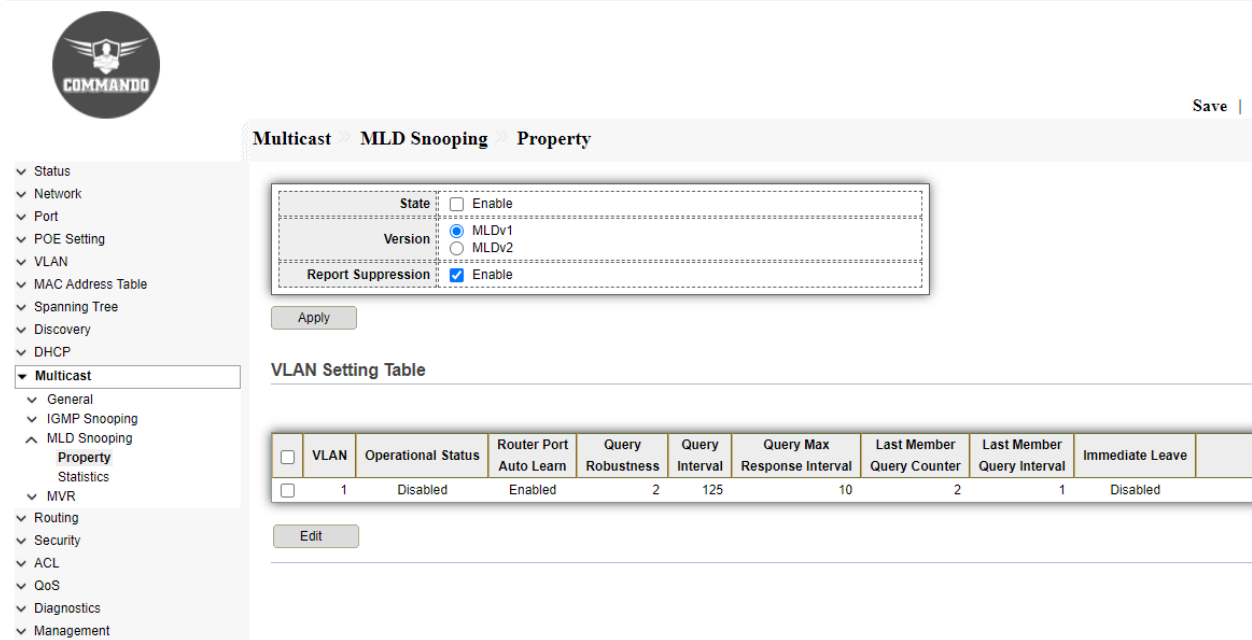 COMMANDO
Save |
Multicast » MLD Snooping » Property
Status
Network
Port
POE Setting
VLAN
MAC Address Table
Spanning Tree
Discovery
DHCP
Multicast
General
IGMP Snooping
MLD Snooping
Property
Statistics
MVR
Routing
Security
ACL
QoS
Diagnostics
Management
State Enable
Version MLDv1
MLDv2
Report Suppression Enable
Apply
VLAN Setting Table
VLAN Operational Status Router Port Auto Learn Query Robustness Query Interval Query Max Response Interval Last Member Query Counter Last Member Query Interval Immediate Leave
1 Disabled Enabled 2 125 10 2 1 Disabled
Edit